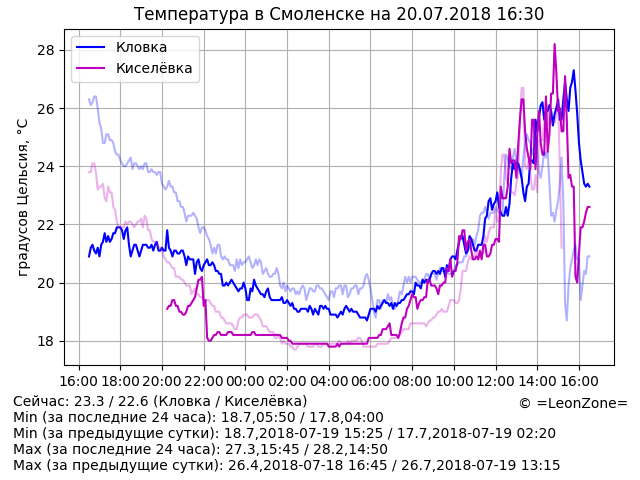 Температура в Смоленске на 20.07.2018 16:30
Кловка
Киселёвка
градусов Цельсия, °C
28
26
24
22
20
18
16:00 18:00 20:00 22:00 00:00 02:00 04:00 06:00 08:00 10:00 12:00 14:00 16:00
Сейчас: 23.3 / 22.6 (Кловка / Киселёвка)
© =LeonZone=
Min (за последние 24 часа): 18.7,05:50 / 17.8,04:00
Min (за предыдущие сутки): 18.7,2018-07-19 15:25 / 17.7,2018-07-19 02:20
Max (за последние 24 часа): 27.3,15:45 / 28.2,14:50
Max (за предыдущие сутки): 26.4,2018-07-18 16:45 / 26.7,2018-07-19 13:15